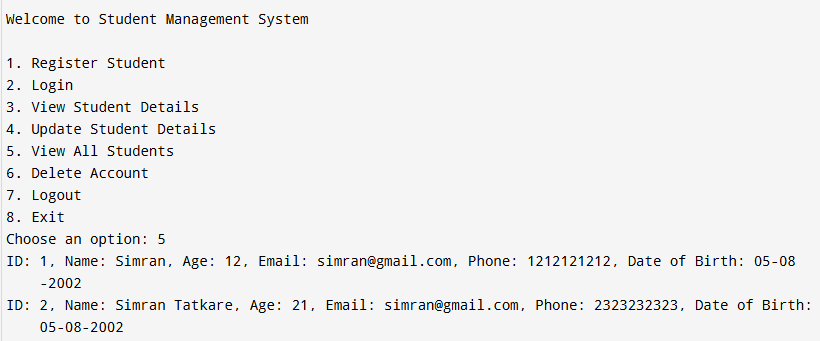 Welcome to Student Management System
1. Register Student
2. Login
3. View Student Details
4. Update Student Details
5. View All Students
6. Delete Account
7. Logout
8. Exit
Choose an option: 5
ID: 1, Name: Simran, Age: 12, Email: simran@gmail.com, Phone: 1212121212, Date of Birth: 05-08
-2002
ID: 2, Name: Simran Tatkare, Age: 21, Email: simran@gmail.com, Phone: 2323232323, Date of Birth:
05-08-2002